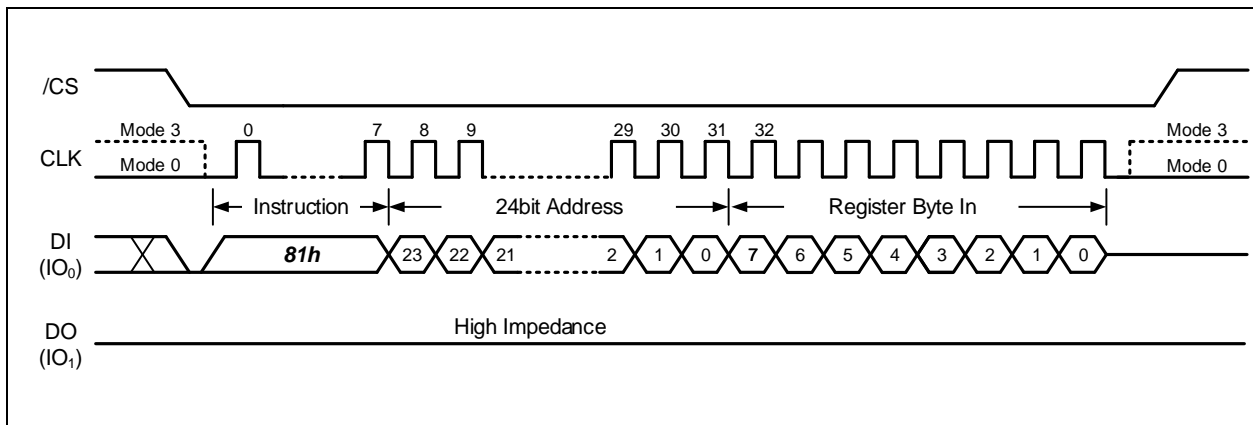 /CS
Mode 3 0 7 8 9 29 30 31 32 Mode 3
CLK
Mode 0 Mode 0
Instruction 24bit Address Register Byte In
DI
(IO₀)
81h 23 22 21 2 1 0 7 6 5 4 3 2 1 0
High Impedance
DO
(IO₁)